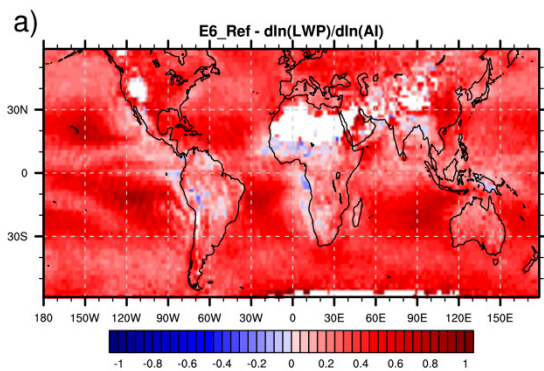 a)
E6_Ref - dln(LWP)/dln(AI)
30N
0
30S
180 150W 120W 90W 60W 30W 0 30E 60E 90E 120E 150E
-1 -0.8 -0.6 -0.4 -0.2 0 0.2 0.4 0.6 0.8 1